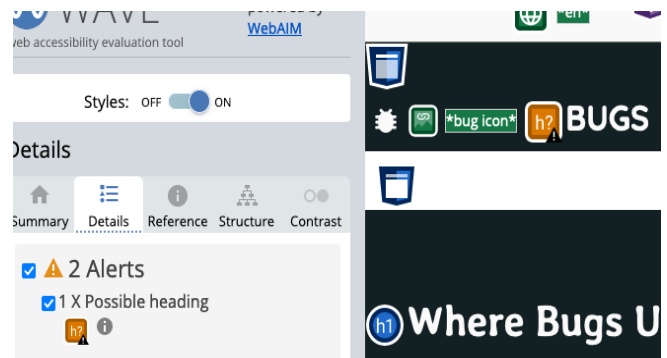 WAVE
powered by
web accessibility evaluation tool
WebAIM
Styles: OFF ON
Details
Summary Details Reference Structure Contrast
2 Alerts
1 X Possible heading
h?
*en*
*bug icon* h? BUGS
h1 Where Bugs U